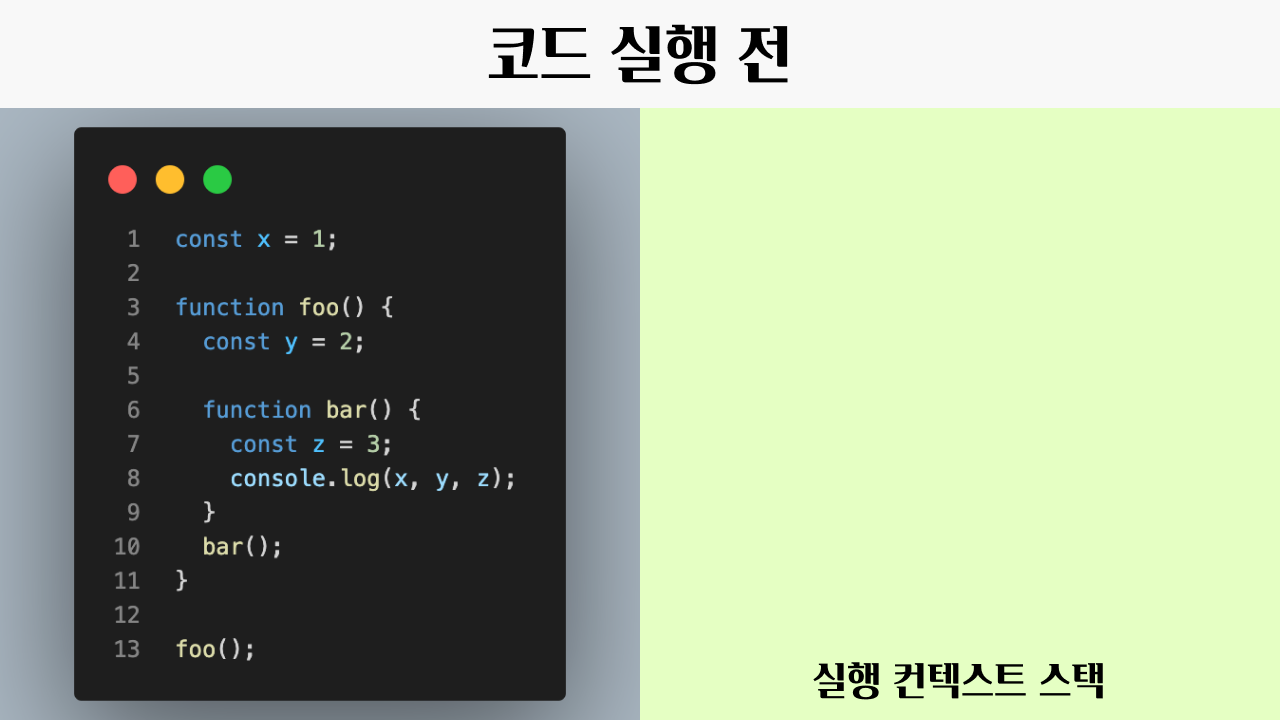 코드 실행 전
1 const x = 1;
2
3 function foo() {
4   const y = 2;
5
6   function bar() {
7     const z = 3;
8     console.log(x, y, z);
9   }
10   bar();
11 }
12
13 foo();
실행 컨텍스트 스택